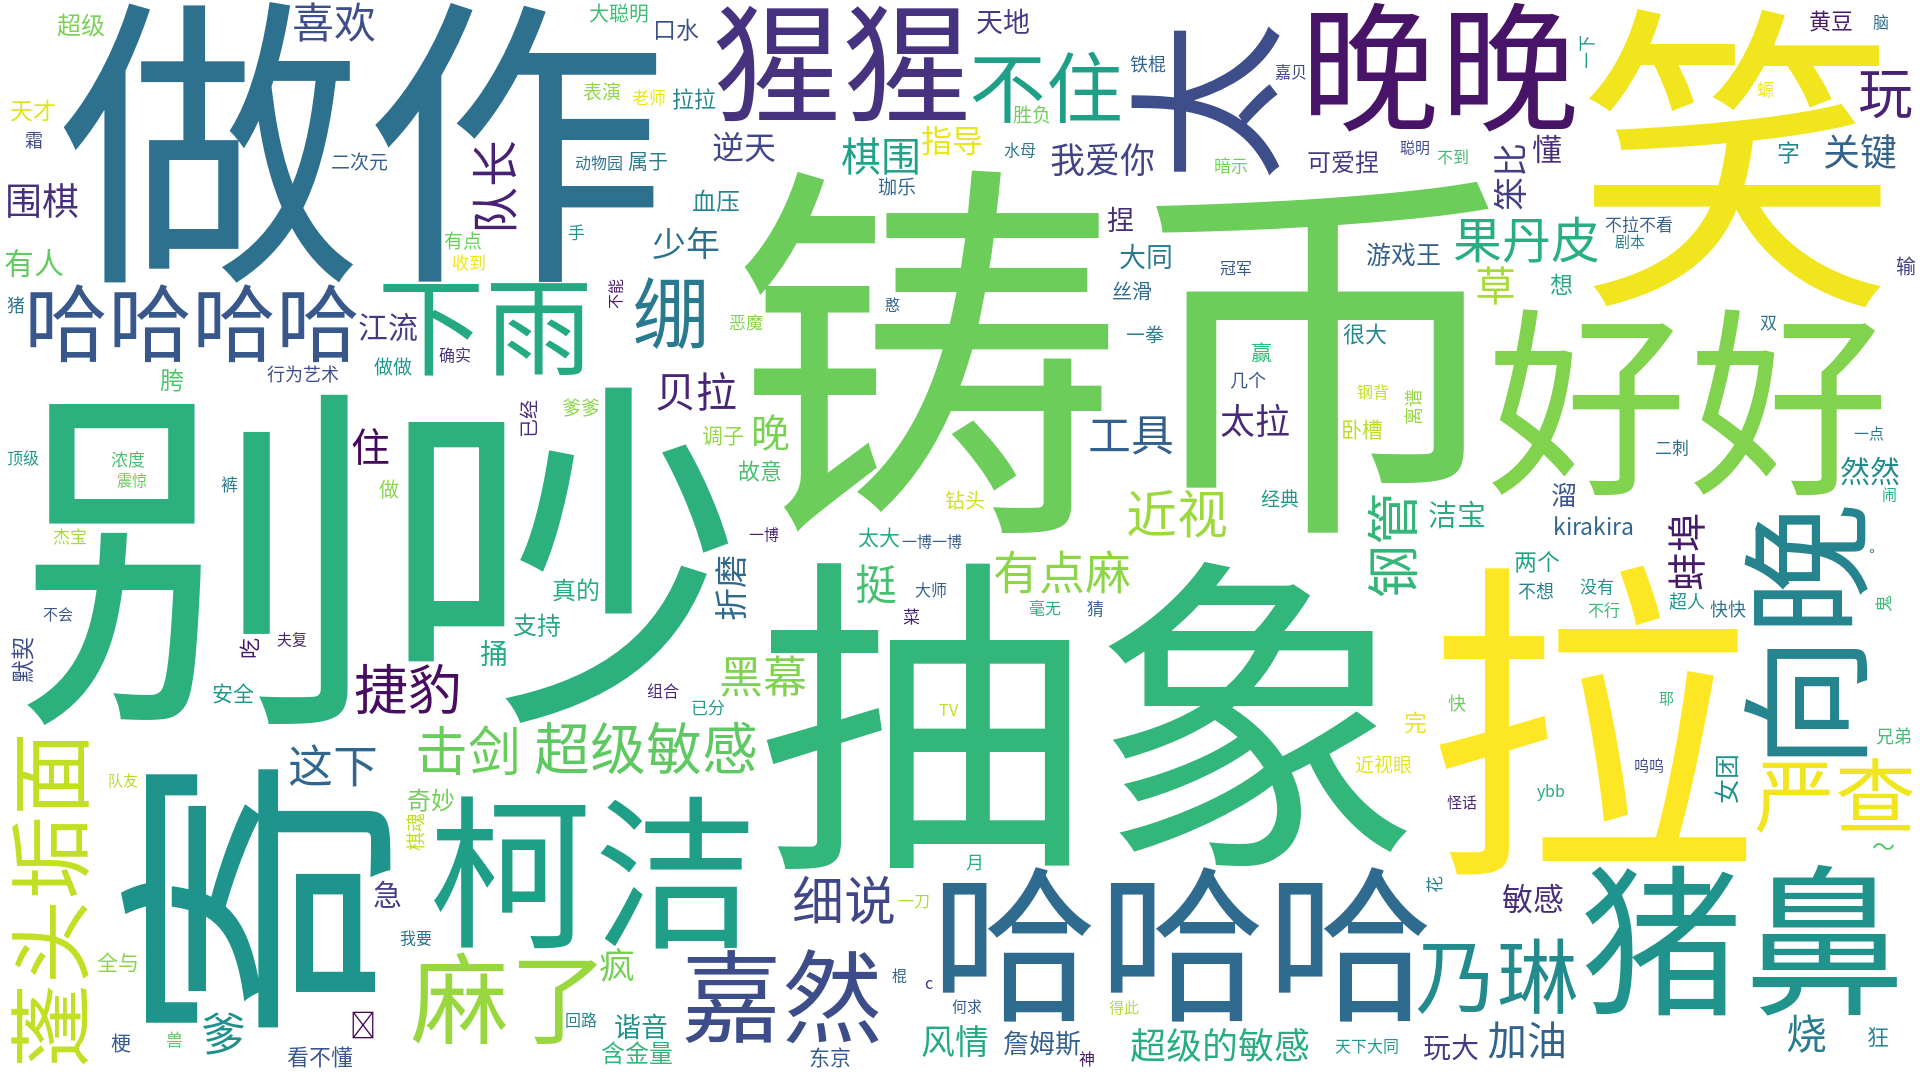 超级
喜欢
大聪明
口水
猩猩
天地
晚晚
黄豆
脑
做作
不住
铁棍
太
嘉贝
一下
笑
玩
天才
表演
老师
拉拉
胜负
螈
霜
二次元
队长
动物园
属于
逆天
棋围
指导
水母
我爱你
暗示
可爱捏
聪明
不到
笨比
懂
字
关键
围棋
血压
珈乐
有人
有点
收到
手
少年
铸币
捏
大同
冠军
游戏王
果丹皮
不拉不看
剧本
输
猪
哈哈哈哈
江流
下雨
不能
绷
憨
丝滑
草
想
做做
确实
恶魔
一拳
赢
很大
好好
双
胯
行为艺术
贝拉
几个
太拉
钢背
离谱
别吵
住
已经
爹爹
调子
晚
工具
卧槽
二刺
一点
顶级
浓度
震惊
裤
做
故意
钻头
近视
经典
钢管
洁宝
溜
kirakira
然然
闹
杰宝
一博
太大
一博一博
蚌埠
向晚
。
折磨
挺
有点麻
抽象
两个
拉
真的
大师
不想
没有
不会
支持
菜
毫无
猜
不行
超人
快快
鬼
默契
吃
夫复
捅
安全
捷豹
组合
黑幕
已分
TV
快
耶
完
兄弟
这下
击剑
超级敏感
近视眼
呜呜
女团
严查
蓬头垢面
队友
奇妙
棋魂
柯洁
怪话
ybb
～
月
急
细说
一刀
哈哈哈
花
敏感
猪鼻
我要
全与
麻了
疯
嘉然
棍
c
何求
得此
乃琳
爹
兽
梗
看不懂
回路
谐音
含金量
东京
风情
詹姆斯
神
超级的敏感
天下大同
玩大
加油
烧
狂